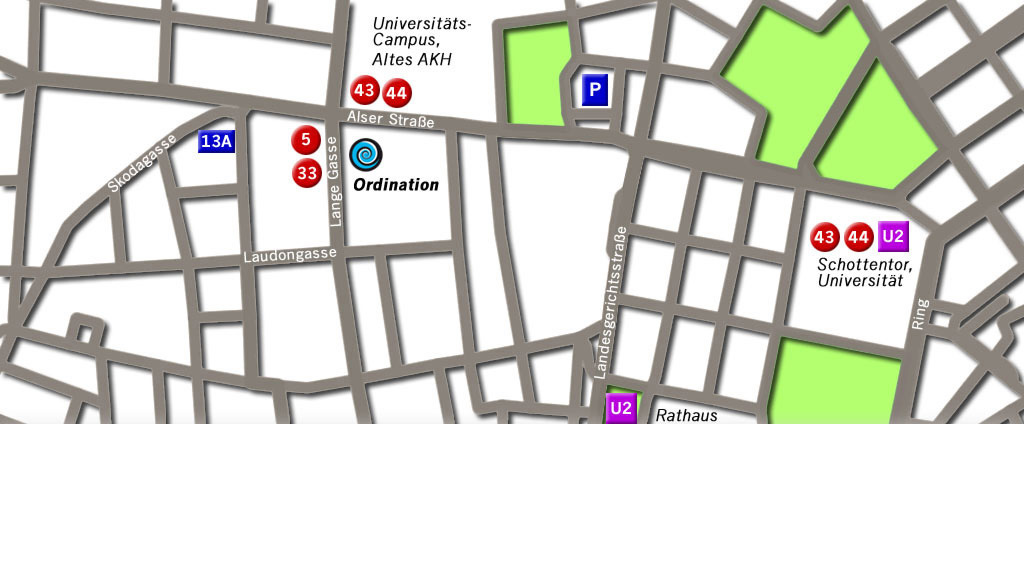 Universitäts-
Campus,
Altes AKH
43 44
P
Alser Straße
13A
5
33
Skodagasse
Lange Gasse
Ordination
Laudongasse
Landesgerichtsstraße
43 44 U2
Schottentor,
Universität
Ring
U2
Rathaus